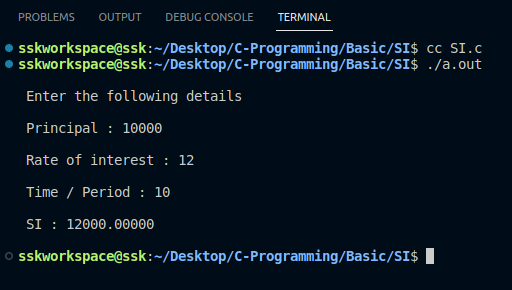 PROBLEMS OUTPUT DEBUG CONSOLE TERMINAL
sskworkspace@ssk:~/Desktop/C-Programming/Basic/SI$ cc SI.c
sskworkspace@ssk:~/Desktop/C-Programming/Basic/SI$ ./a.out
Enter the following details
Principal : 10000
Rate of interest : 12
Time / Period : 10
SI : 12000.00000
sskworkspace@ssk:~/Desktop/C-Programming/Basic/SI$